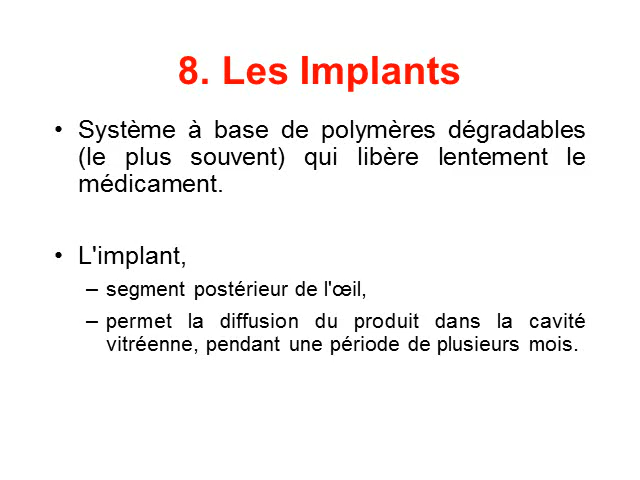 8. Les Implants
• Système à base de polymères dégradables
(le plus souvent) qui libère lentement le
médicament.
• L'implant,
– segment postérieur de l'œil,
– permet la diffusion du produit dans la cavité
vitréenne, pendant une période de plusieurs mois.